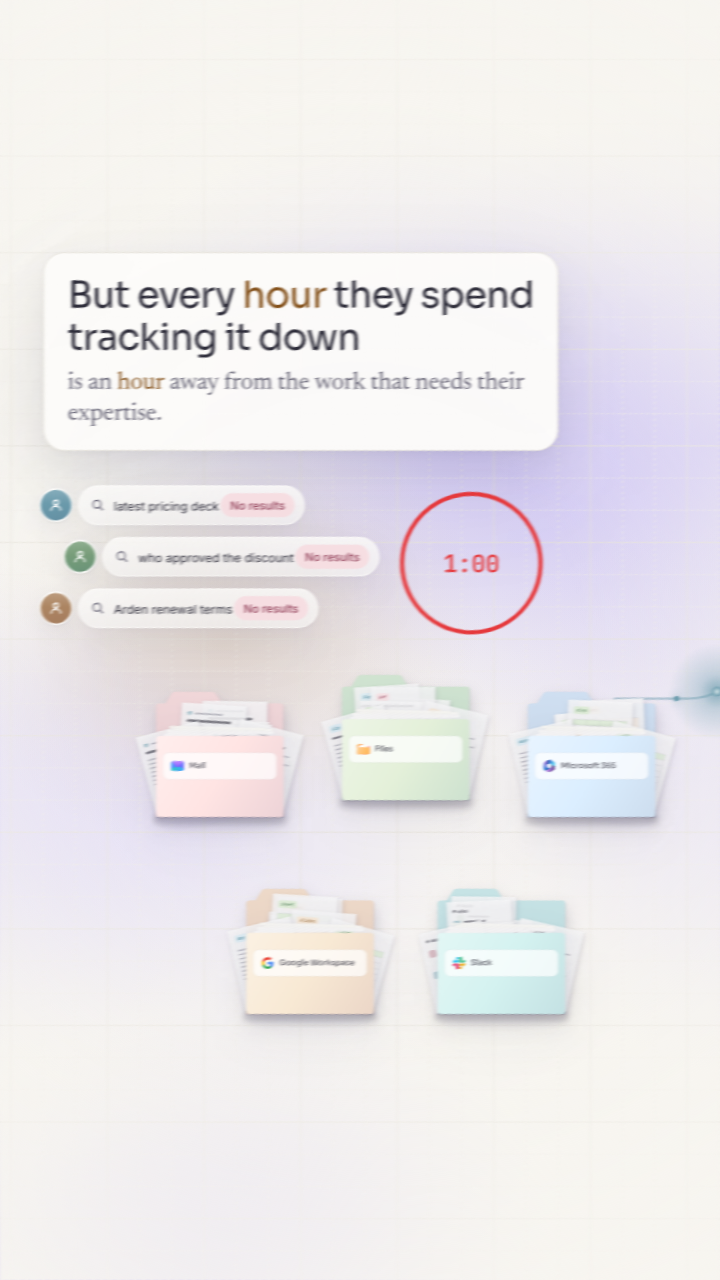 But every hour they spend
tracking it down
is an hour away from the work that needs their
expertise.
latest pricing deck No results
who approved the discount No results
1:00
Arden renewal terms No results
Mail
Files
Microsoft 365
Google Workspace
Slack